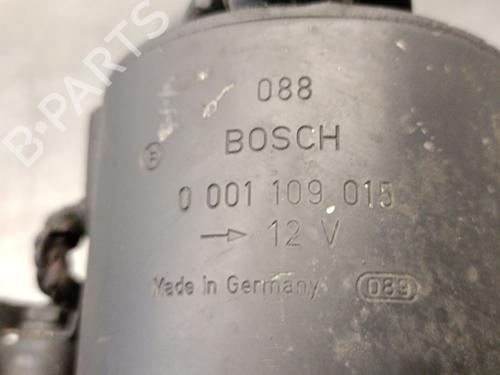 088
BOSCH
0 001 109 015
→ 12 V
Made in Germany 089
B-PARTS